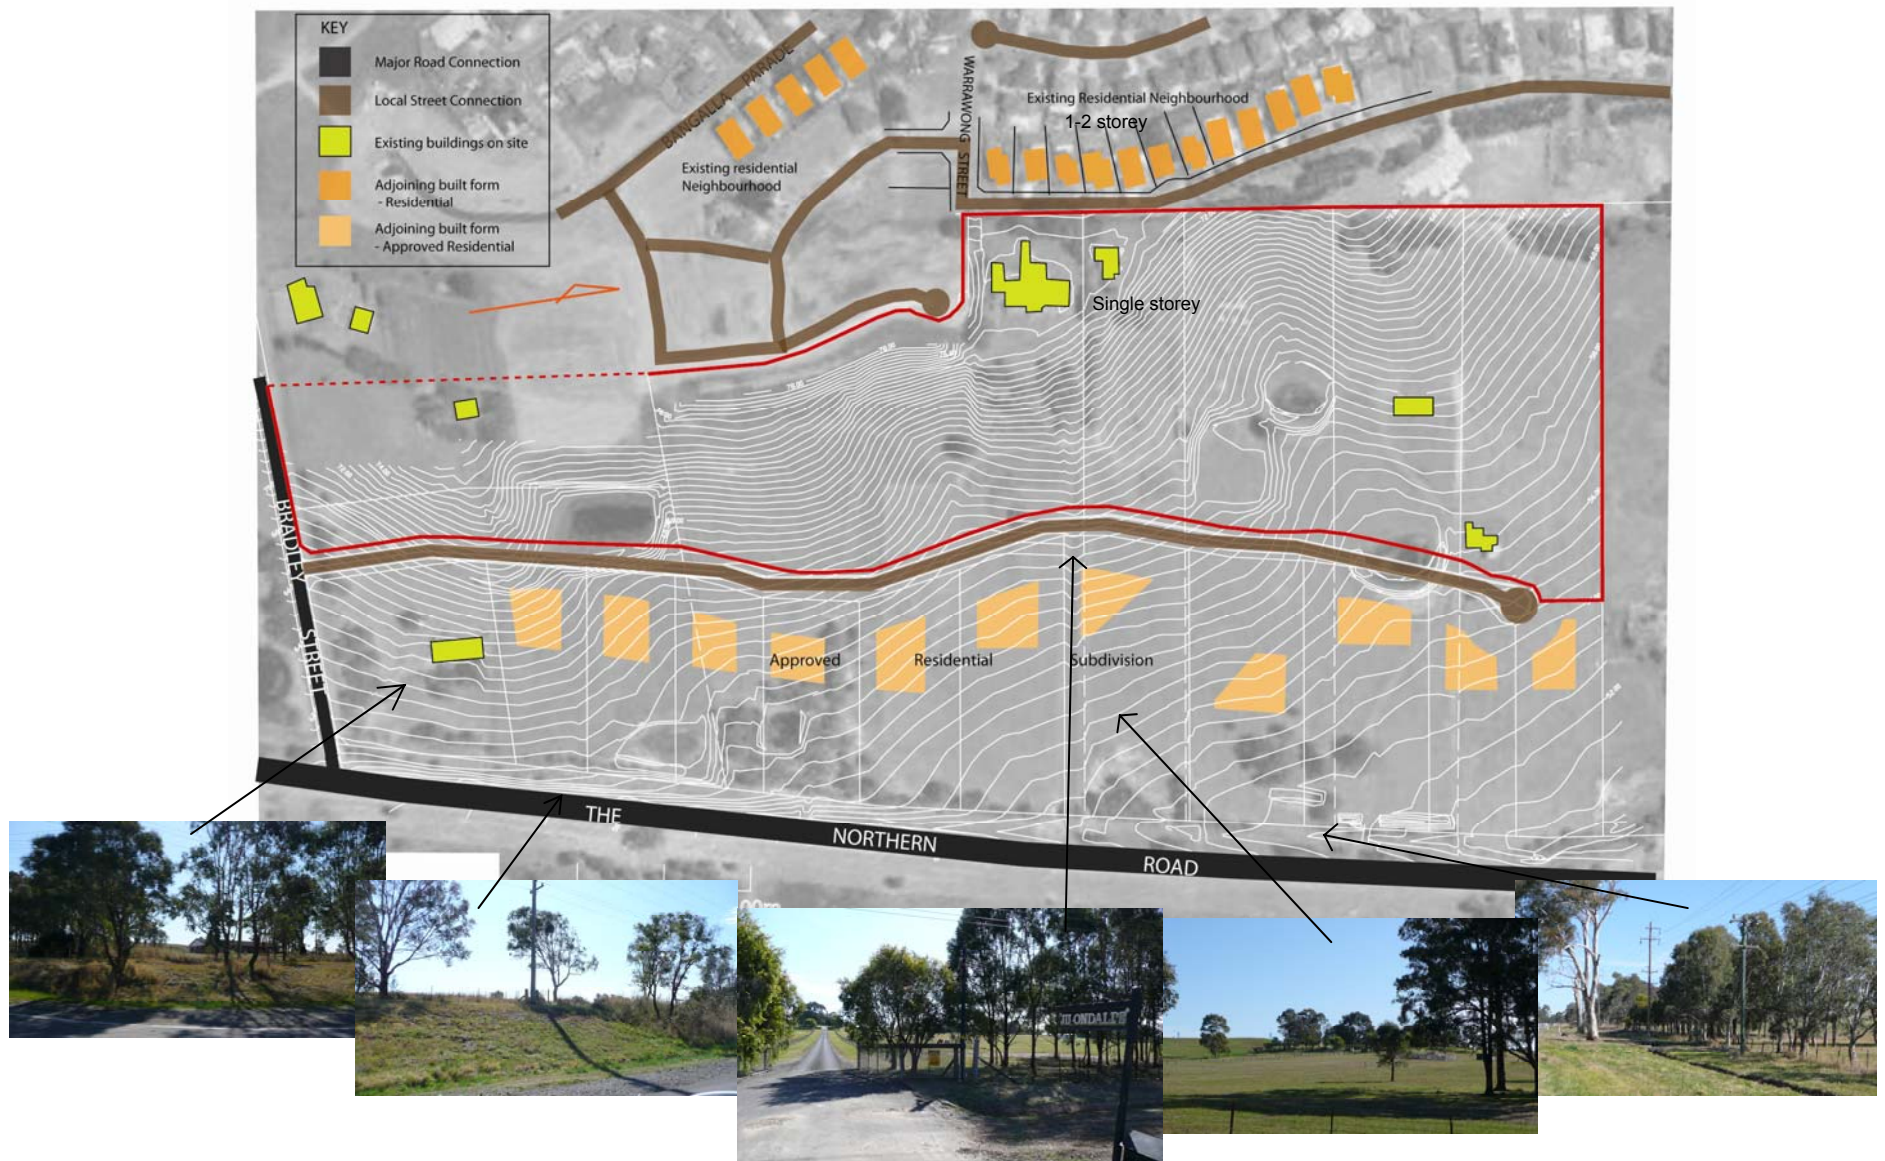 KEY
Major Road Connection
Local Street Connection
Existing buildings on site
Adjoining built form
- Residential
Adjoining built form
- Approved Residential
BANGALLA PARADE
Existing residential
Neighbourhood
WARRAWONG STREET
Existing Residential Neighbourhood
1-2 storey
Single storey
BRADLEY STREET
Approved Residential Subdivision
THE NORTHERN ROAD